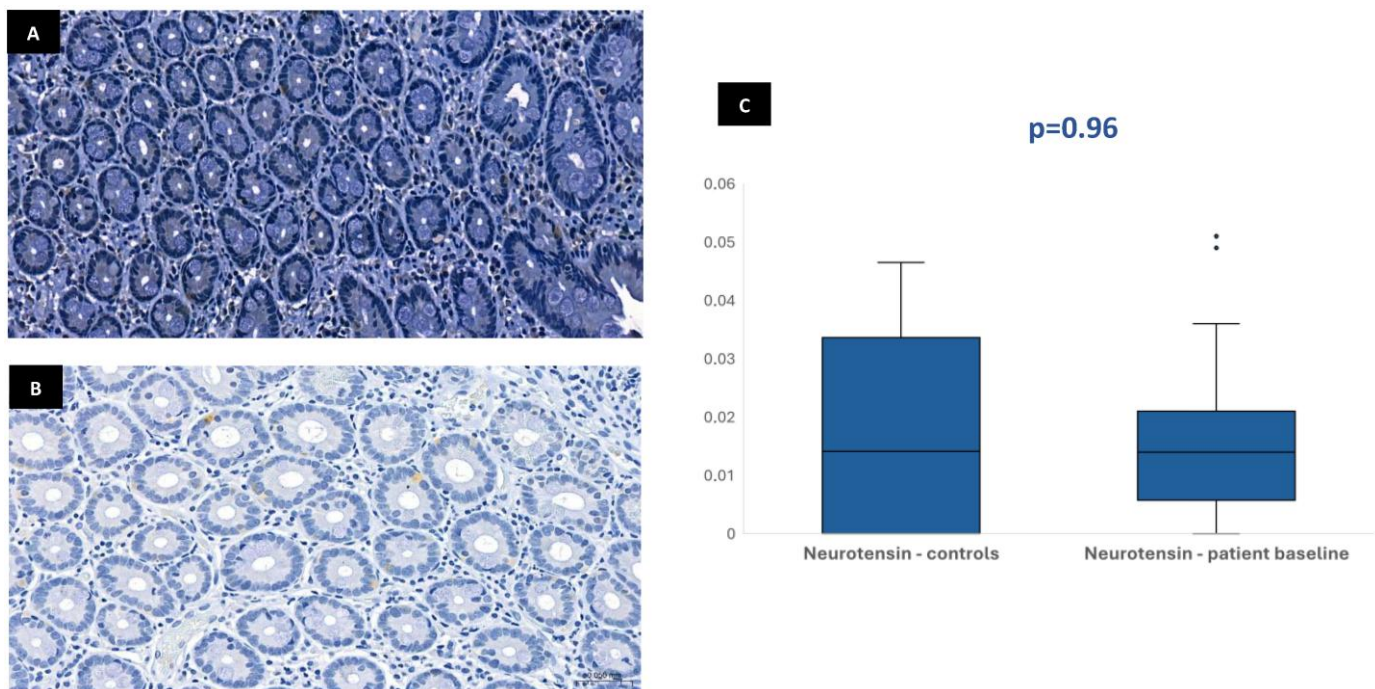 A
B
C
p=0.96
0.06
0.05
0.04
0.03
0.02
0.01
0
Neurotensin - controls
Neurotensin - patient baseline